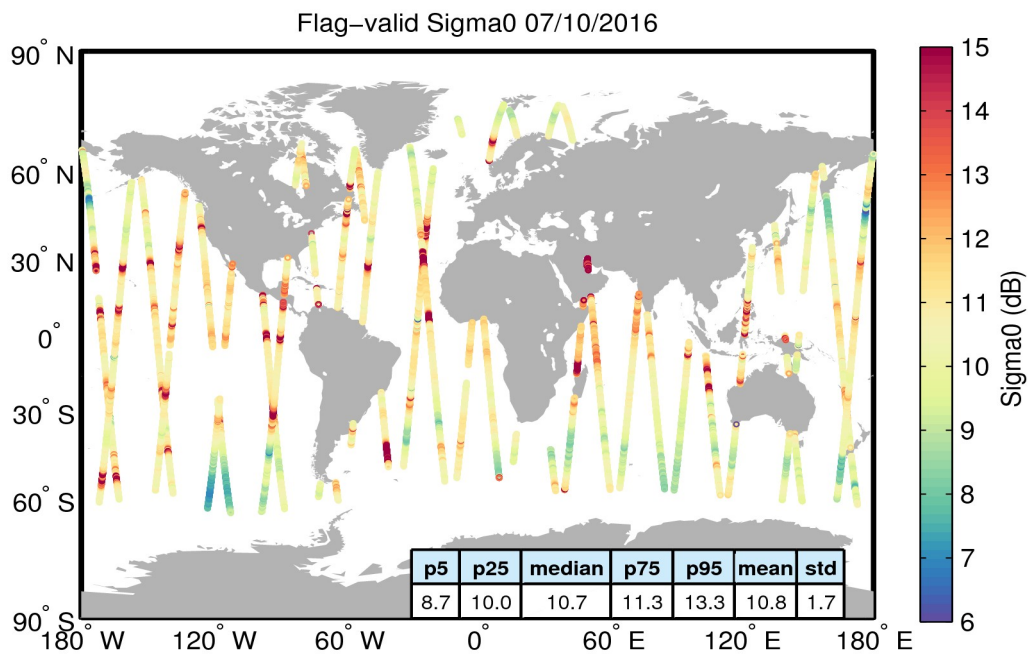 Flag−valid Sigma0 07/10/2016
90° N
60° N
30° N
0°
30° S
60° S
90° S
180° W
120° W
60° W
0°
60° E
120° E
180° E
p5 p25 median p75 p95 mean std
8.7 10.0 10.7 11.3 13.3 10.8 1.7
15
14
13
12
11
10
9
8
7
6
Sigma0 (dB)